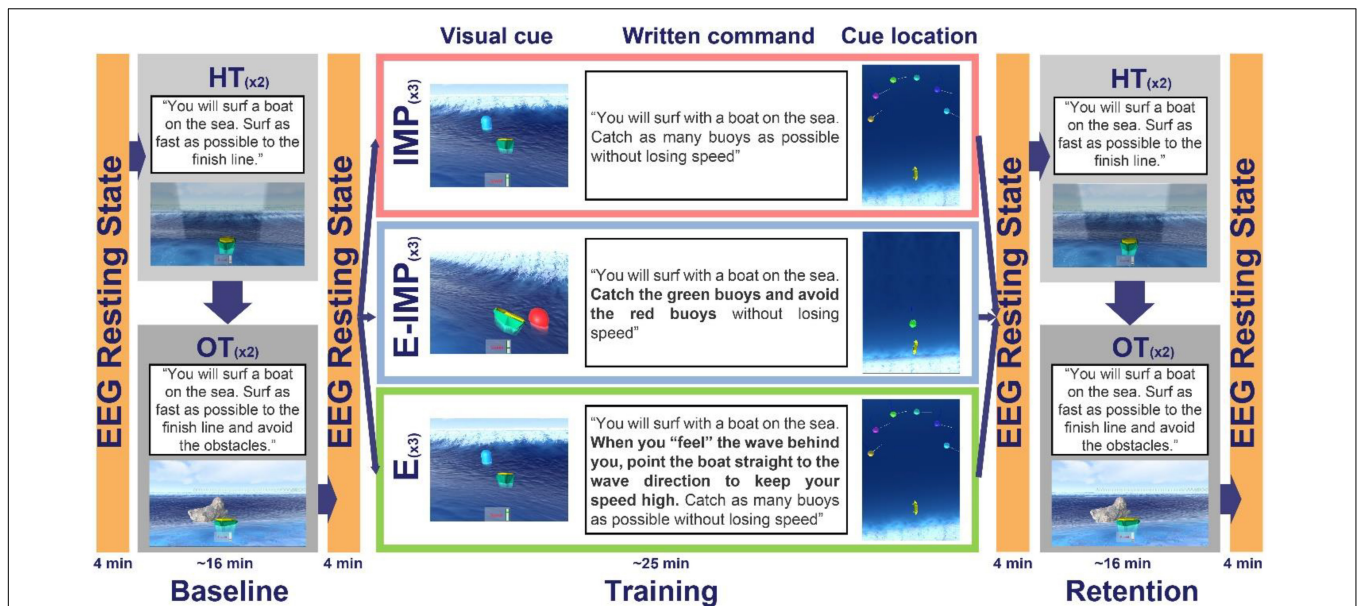 Visual cue Written command Cue location
EEG Resting State
HT(x2)
"You will surf a boat
on the sea. Surf as
fast as possible to the
finish line."
OT(x2)
"You will surf a boat
on the sea. Surf as
fast as possible to the
finish line and avoid
the obstacles."
EEG Resting State
IMP(x3)
"You will surf with a boat on the sea.
Catch as many buoys as possible
without losing speed"
E-IMP(x3)
"You will surf with a boat on the sea.
Catch the green buoys and avoid
the red buoys without losing
speed"
E(x3)
"You will surf with a boat on the sea.
When you "feel" the wave behind
you, point the boat straight to the
wave direction to keep your
speed high. Catch as many buoys
as possible without losing speed"
EEG Resting State
HT(x2)
"You will surf a boat
on the sea. Surf as
fast as possible to the
finish line."
OT(x2)
"You will surf a boat
on the sea. Surf as
fast as possible to the
finish line and avoid
the obstacles."
EEG Resting State
4 min ~16 min 4 min ~25 min 4 min ~16 min 4 min
Baseline Training Retention